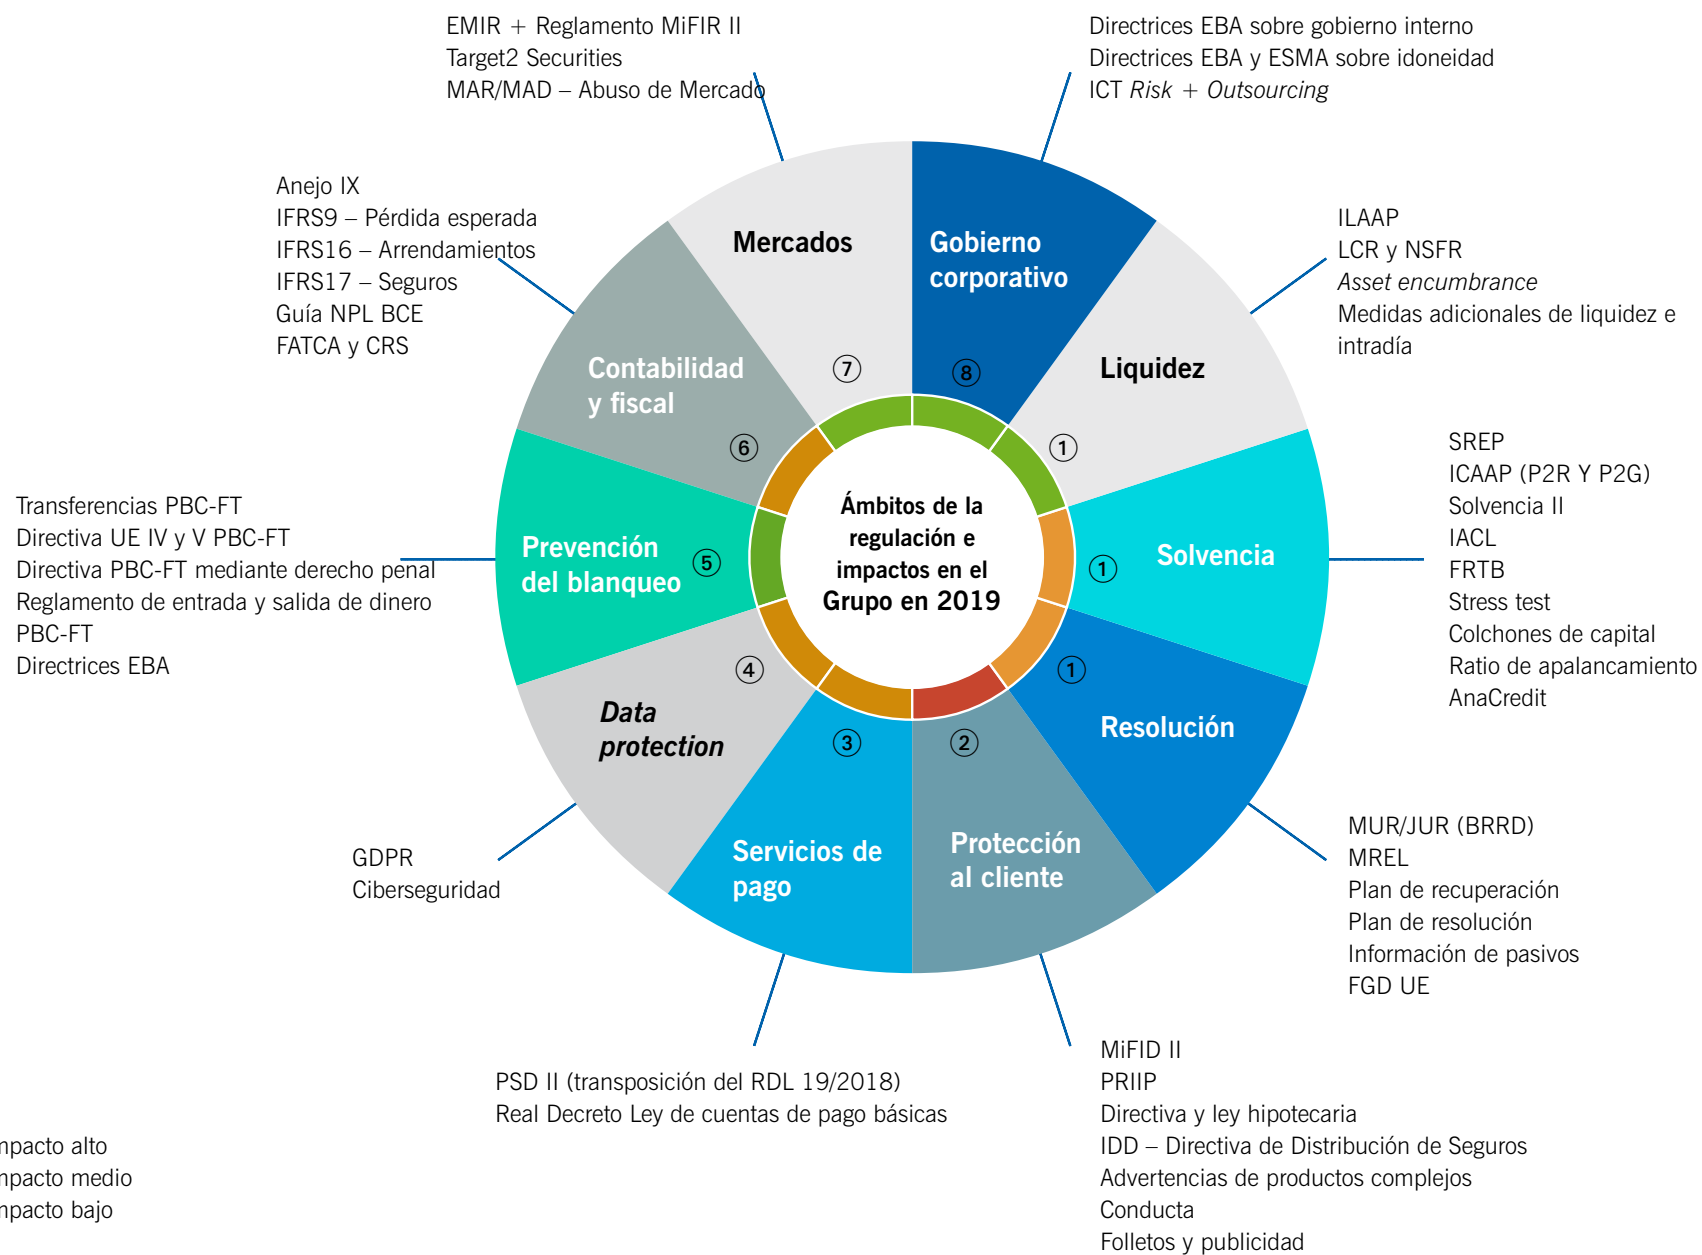 EMIR + Reglamento MiFIR II
Target2 Securities
MAR/MAD – Abuso de Mercado
Directrices EBA sobre gobierno interno
Directrices EBA y ESMA sobre idoneidad
ICT Risk + Outsourcing
Anejo IX
IFRS9 – Pérdida esperada
IFRS16 – Arrendamientos
IFRS17 – Seguros
Guía NPL BCE
FATCA y CRS
ILAAP
LCR y NSFR
Asset encumbrance
Medidas adicionales de liquidez e
intradía
Mercados
7
Gobierno
corporativo
8
Contabilidad
y fiscal
6
Liquidez
1
SREP
ICAAP (P2R Y P2G)
Solvencia II
IACL
FRTB
Stress test
Colchones de capital
Ratio de apalancamiento
AnaCredit
Transferencias PBC-FT
Directiva UE IV y V PBC-FT
Directiva PBC-FT mediante derecho penal
Reglamento de entrada y salida de dinero
PBC-FT
Directrices EBA
Prevención
del blanqueo
5
Ámbitos de la
regulación e
impactos en el
Grupo en 2019
Solvencia
1
Data
protection
4
Resolución
1
Servicios de
pago
3
Protección
al cliente
2
GDPR
Ciberseguridad
MUR/JUR (BRRD)
MREL
Plan de recuperación
Plan de resolución
Información de pasivos
FGD UE
PSD II (transposición del RDL 19/2018)
Real Decreto Ley de cuentas de pago básicas
MiFID II
PRIIP
Directiva y ley hipotecaria
IDD – Directiva de Distribución de Seguros
Advertencias de productos complejos
Conducta
Folletos y publicidad
mpacto alto
mpacto medio
mpacto bajo